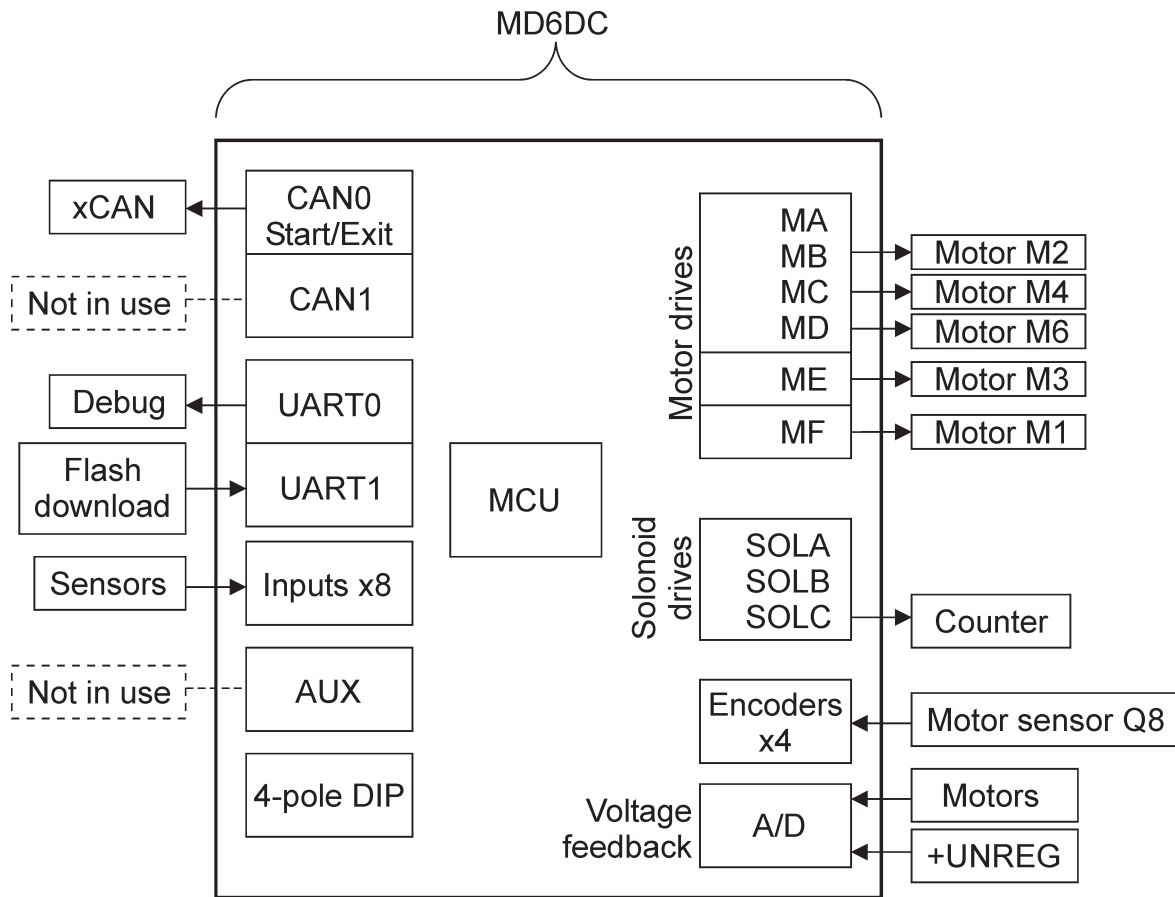 MD6DC
xCAN
CAN0
Start/Exit
Not in use
CAN1
Debug
UART0
Flash
download
UART1
Sensors
Inputs x8
Not in use
AUX
4-pole DIP
MCU
Motor drives
MA
MB
MC
MD
ME
MF
Motor M2
Motor M4
Motor M6
Motor M3
Motor M1
Solonoid
drives
SOLA
SOLB
SOLC
Counter
Encoders
x4
Motor sensor Q8
Voltage
feedback
A/D
Motors
+UNREG